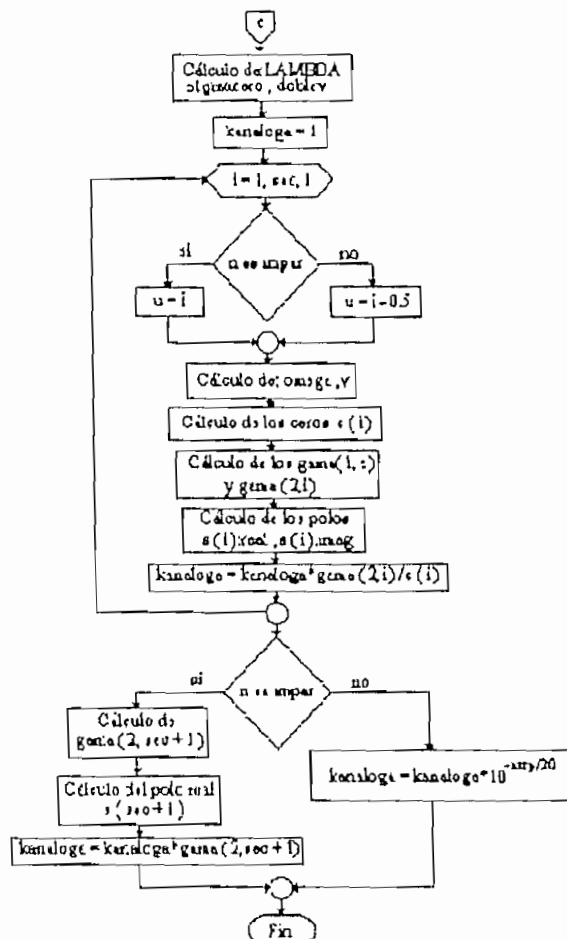 c
Cálculo de LAMBDA
kanaloga = 1
i = 1, sec, 1
si
n es impar
no
u = i
u = i - 0.5
Cálculo de: omega, v
Cálculo de los ceros c(i)
Cálculo de los gama(1, i)
y gama(2,i)
Cálculo de los polos
s(i).real, s(i).imag
kanaloga = kanaloga*gama(2,i)/c(i)
si
n es impar
no
Cálculo de
gama(2, sec+1)
kanaloga = kanaloga*10
Cálculo del polo real
s(sec+1)
kanaloga = kanaloga*gama(2,sec+1)
Fin